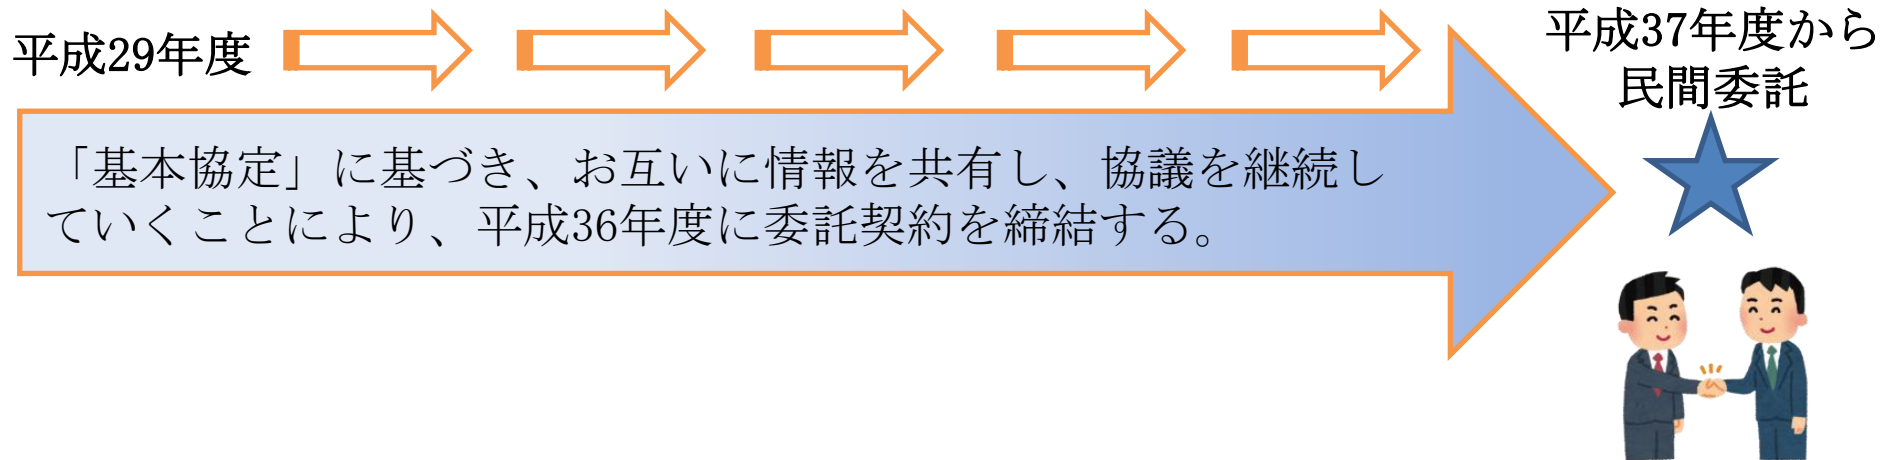 平成29年度
平成37年度から
民間委託
「基本協定」に基づき、お互いに情報を共有し、協議を継続し
ていくことにより、平成36年度に委託契約を締結する。